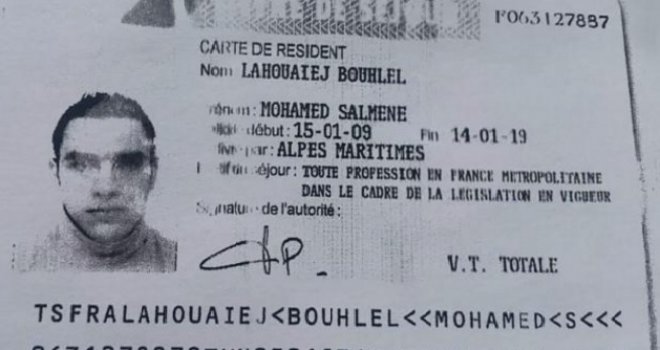 F063127887
CARTE DE RESIDENT
Nom LAHOUAIEJ BOUHLEL
MOHAMED SALMENE
début : 15-01-09 Fin 14-01-19
par : ALPES MARITIMES
séjour : TOUTE PROFESSION EN FRANCE METROPOLITAINE
DANS LE CADRE DE LA LEGISLATION EN VIGUEUR
de l'autorité :
V.T. TOTALE
TSFRALAHOUAIEJ<BOUHLEL<<MOHAMED<S<<<